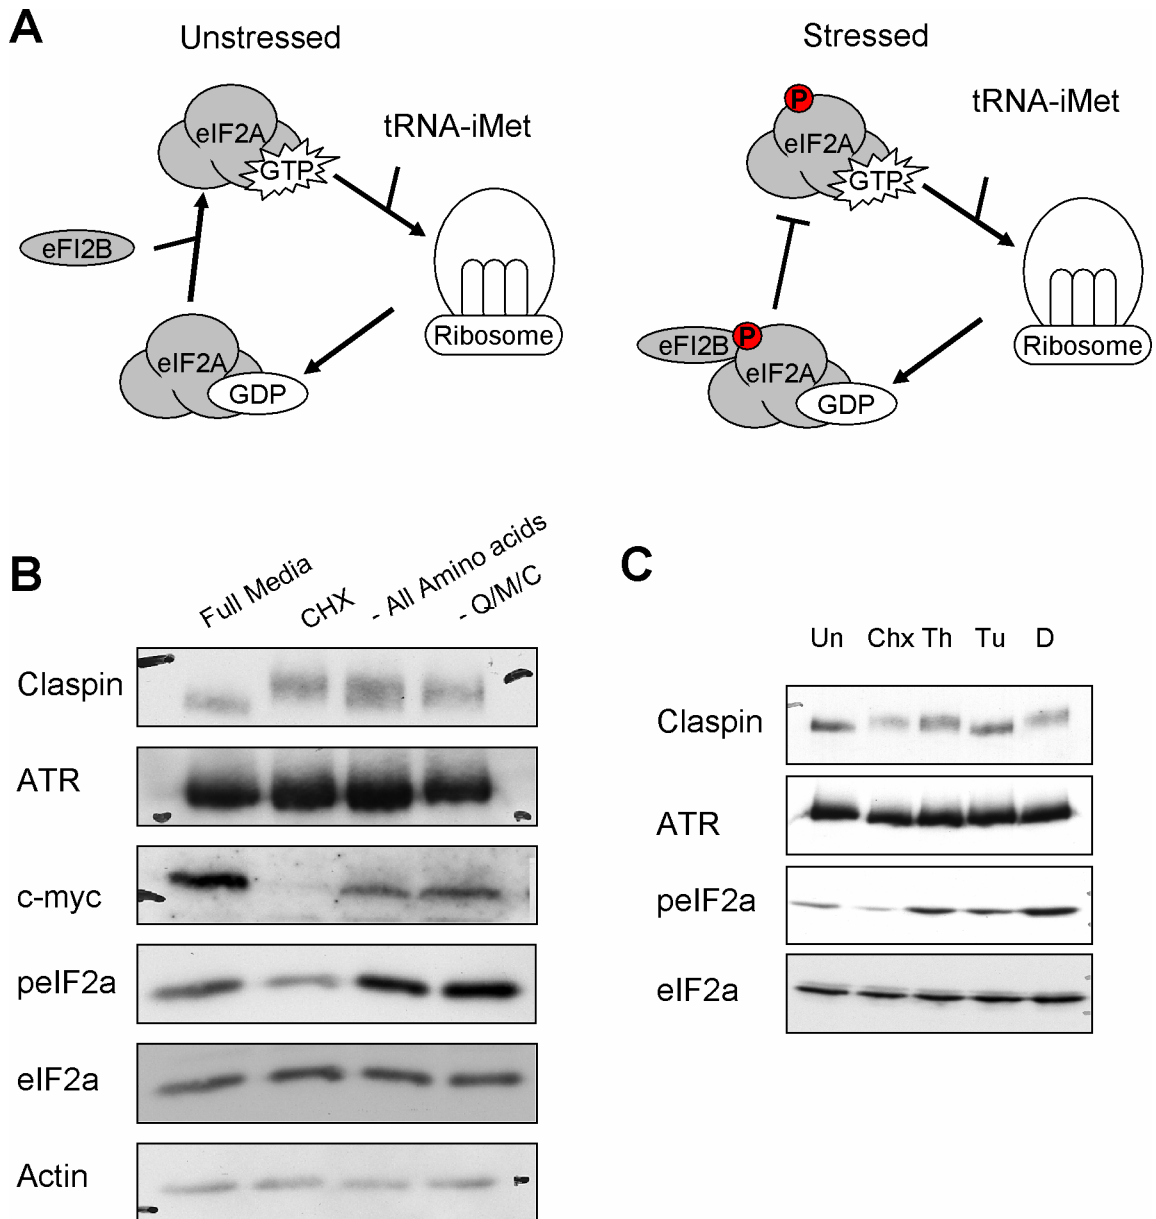 A
Unstressed
eIF2A
GTP
tRNA-iMet
eFI2B
eIF2A
GDP
Ribosome
Stressed
P
eIF2A
GTP
tRNA-iMet
eFI2B
P
eIF2A
GDP
Ribosome
B
Full Media
CHX
- All Amino acids
- Q/M/C
Claspin
ATR
c-myc
peIF2a
eIF2a
Actin
C
Un Chx Th Tu D
Claspin
ATR
peIF2a
eIF2a